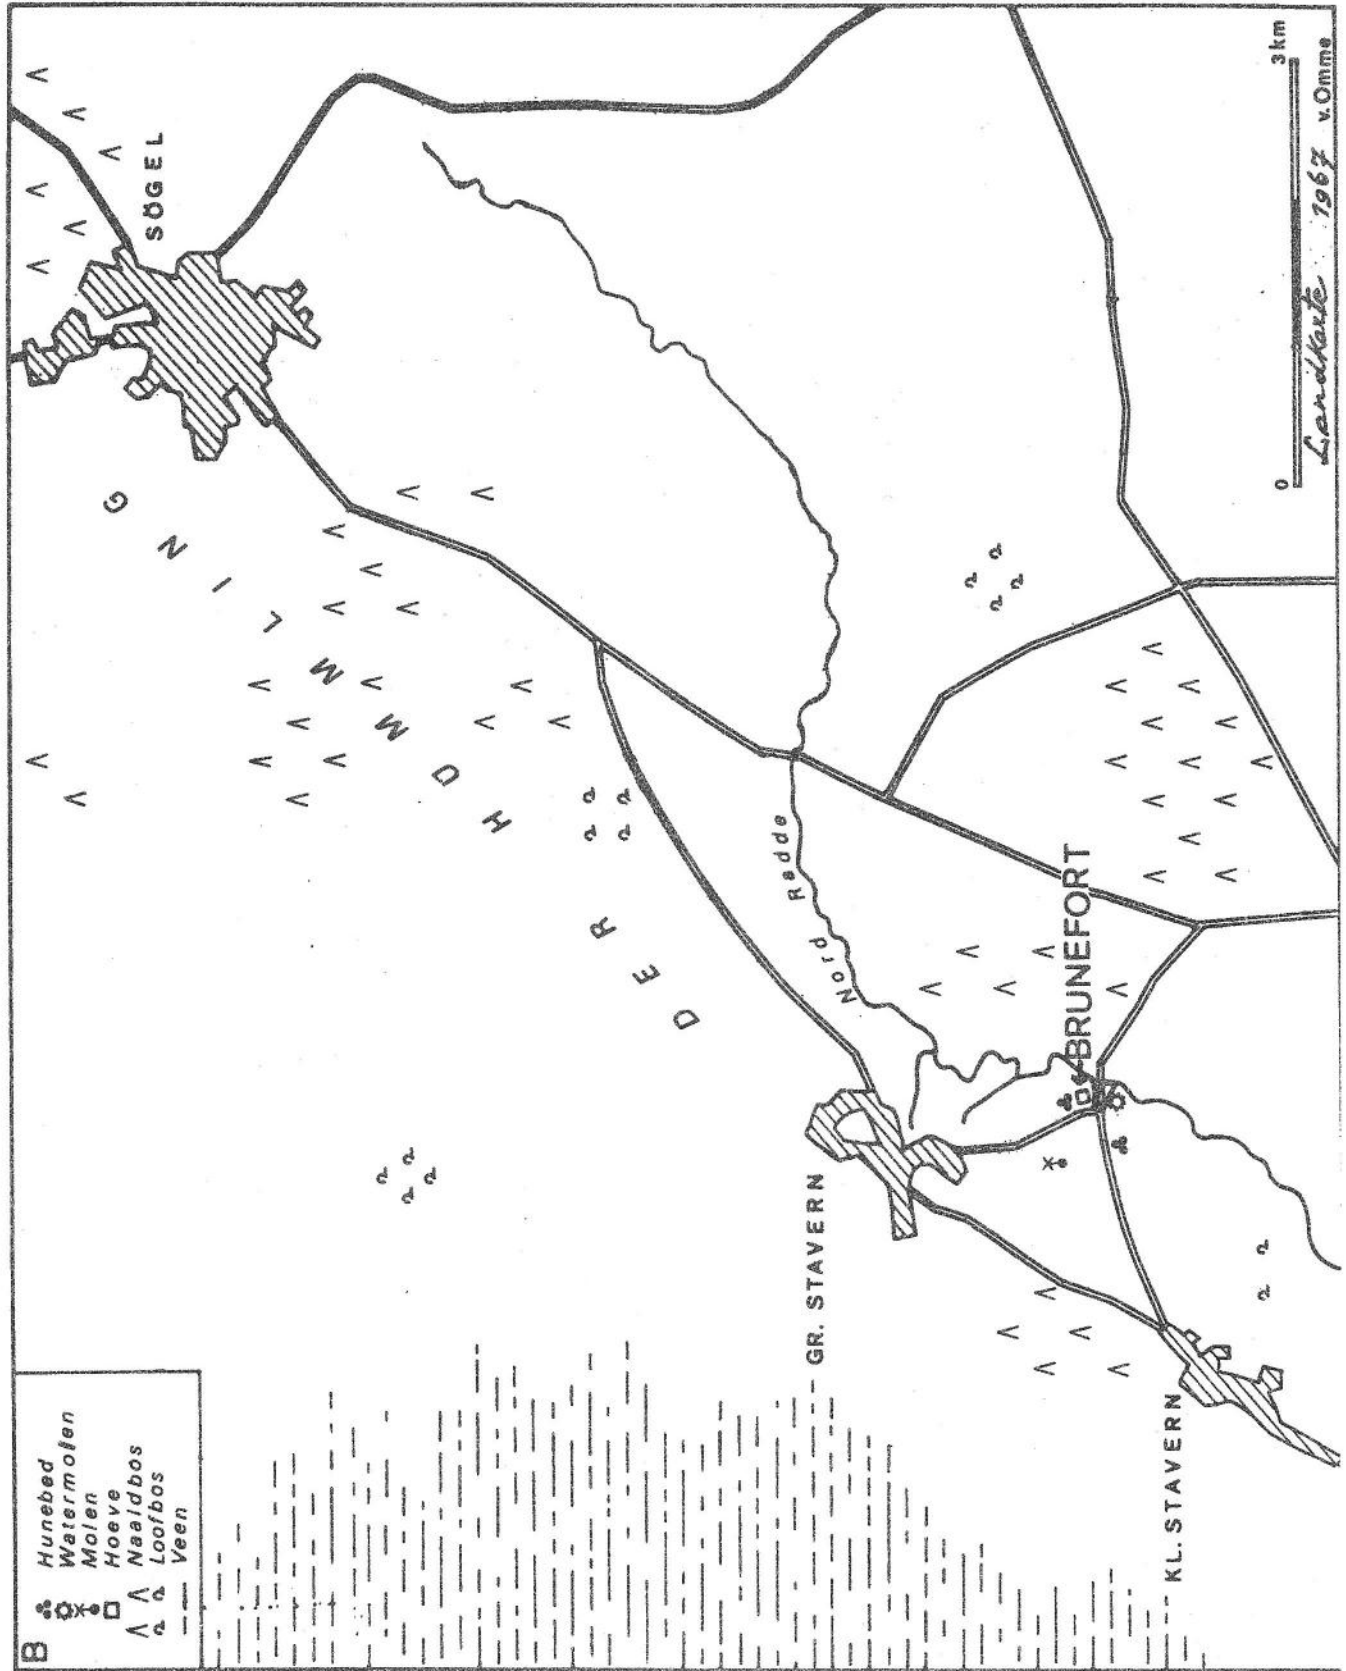 B
Hunebed
Watermolen
Molen
Hoeve
Naaldbos
Loofbos
Veen
SÖGEL
DER HÜMMLING
Nord Radde
GR. STAVERN
BRUNEFORT
KL. STAVERN
0 3km
Landkarte 1967 v.Omme